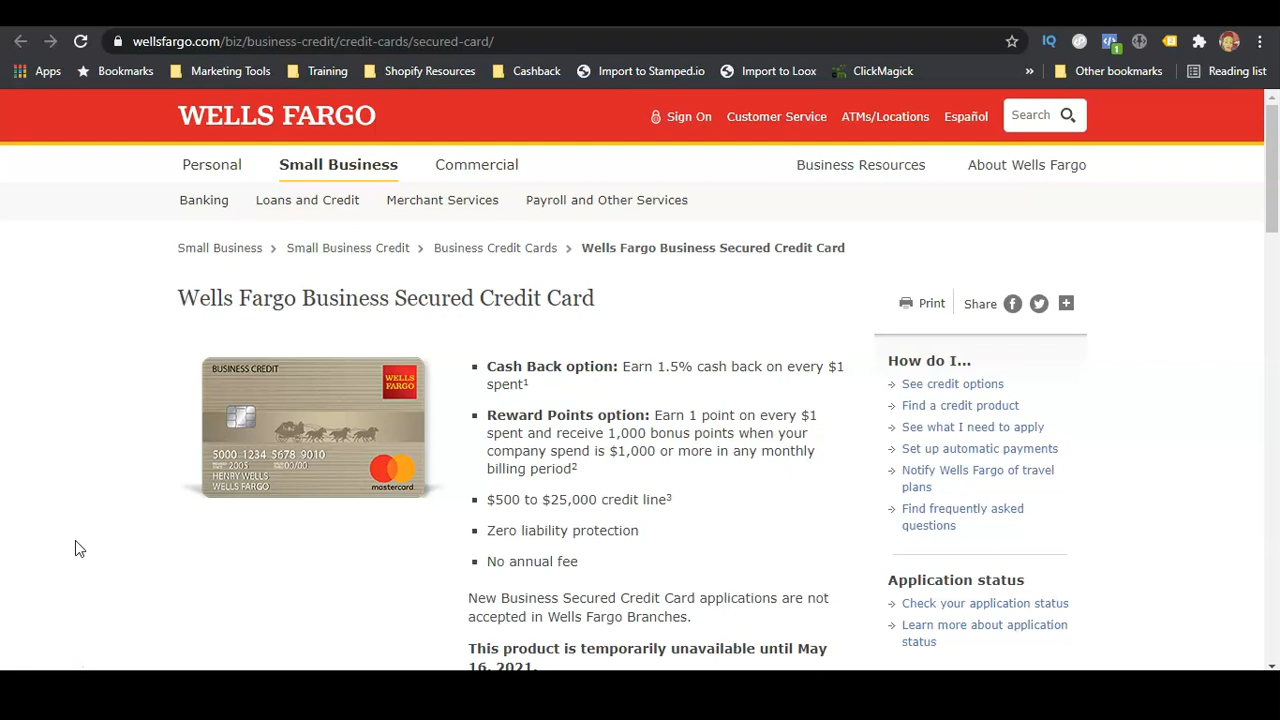 wellsfargo.com/biz/business-credit/credit-cards/secured-card/
1
Apps Bookmarks Marketing Tools Training Shopify Resources Cashback Import to Stamped.io Import to Loox ClickMagick » Other bookmarks Reading list
WELLS FARGO
Sign On Customer Service ATMs/Locations Español Search
Personal Small Business Commercial Business Resources About Wells Fargo
Banking Loans and Credit Merchant Services Payroll and Other Services
Small Business Small Business Credit Business Credit Cards Wells Fargo Business Secured Credit Card
Wells Fargo Business Secured Credit Card
Print Share
BUSINESS CREDIT
WELLS
FARGO
5000 1234 5678 9010
2005 00/00
HENRY WELLS
WELLS FARGO
mastercard
▪ Cash Back option: Earn 1.5% cash back on every $1
spent¹
▪ Reward Points option: Earn 1 point on every $1
spent and receive 1,000 bonus points when your
company spend is $1,000 or more in any monthly
billing period²
▪ $500 to $25,000 credit line³
▪ Zero liability protection
▪ No annual fee
New Business Secured Credit Card applications are not
accepted in Wells Fargo Branches.
This product is temporarily unavailable until May
16, 2021.
How do I...
See credit options
Find a credit product
See what I need to apply
Set up automatic payments
Notify Wells Fargo of travel
plans
Find frequently asked
questions
Application status
Check your application status
Learn more about application
status